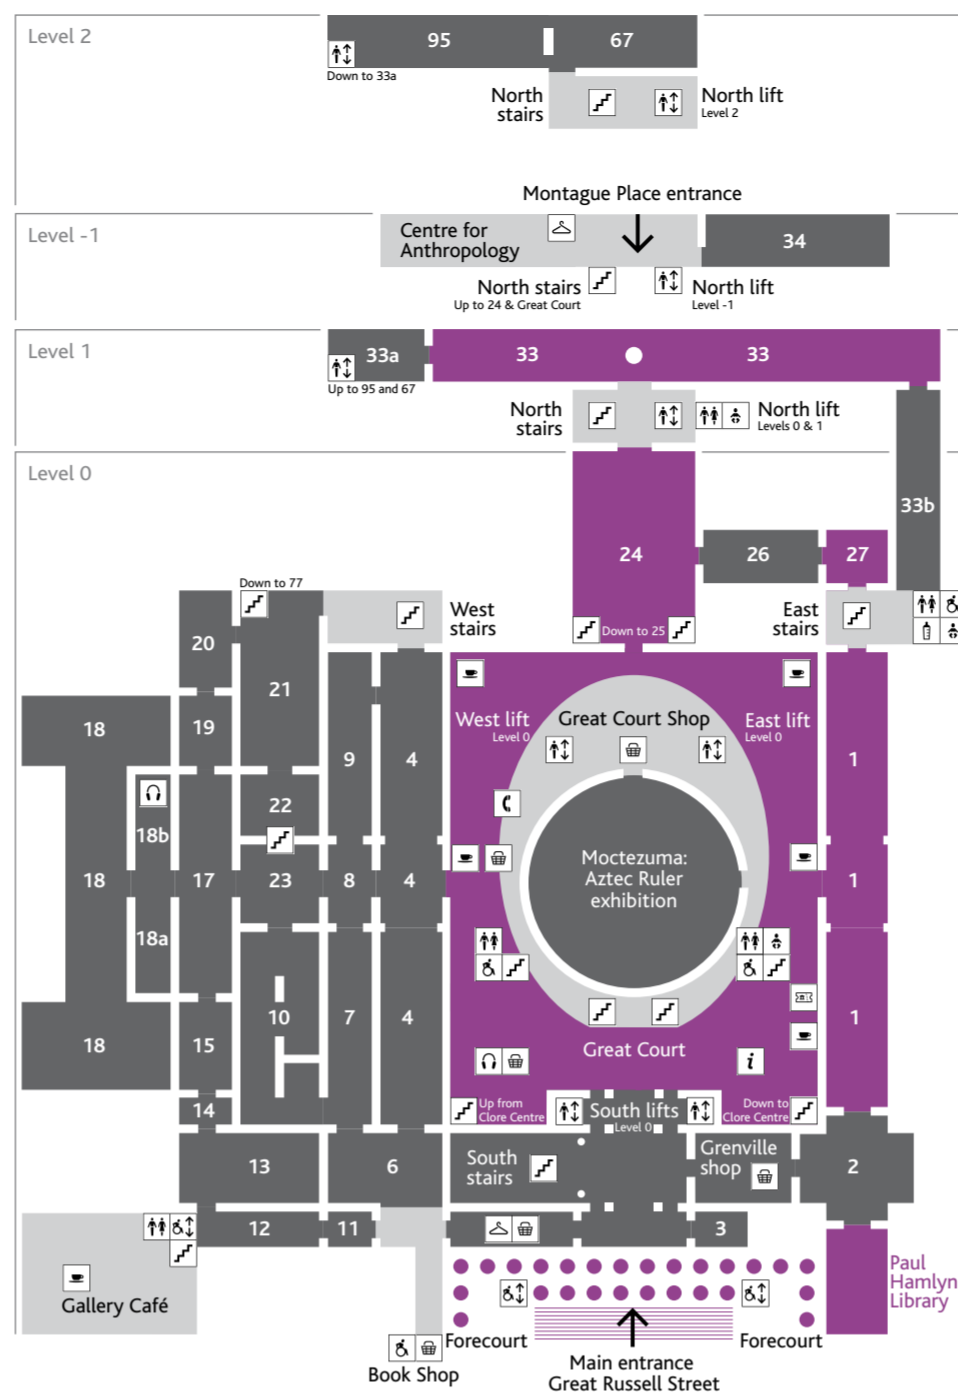 Level 2
95
67
Down to 33a
North
stairs
North lift
Level 2
Montague Place entrance
Level -1
Centre for
Anthropology
34
North stairs
Up to 24 & Great Court
North lift
Level -1
Level 1
33a
33
33
Up to 95 and 67
North
stairs
North lift
Levels 0 & 1
Level 0
33b
24
26
27
Down to 77
West
stairs
Down to 25
East
stairs
20
21
18
19
9
4
West lift
Level 0
Great Court Shop
East lift
Level 0
1
22
18b
18
17
23
8
4
Moctezuma:
Aztec Ruler
exhibition
1
18a
18
15
10
7
4
1
Great Court
i
14
Up from
Clore Centre
South lifts
Level 0
Down to
Clore Centre
13
6
South
stairs
Grenville
shop
2
12
11
3
Paul
Hamlyn
Library
Gallery Café
Forecourt
Forecourt
Book Shop
Main entrance
Great Russell Street